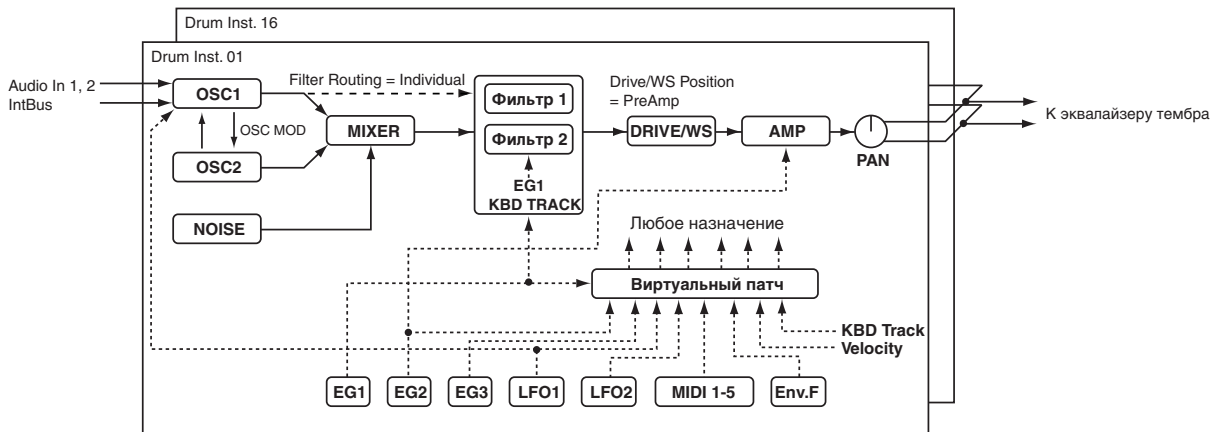 Drum Inst. 16
Drum Inst. 01
Audio In 1, 2
IntBus
OSC1
Filter Routing = Individual
OSC MOD
OSC2
NOISE
MIXER
Фильтр 1
Фильтр 2
EG1
KBD TRACK
Drive/WS Position
= PreAmp
DRIVE/WS
AMP
PAN
К эквалайзеру тембра
Любое назначение
Виртуальный патч
KBD Track
Velocity
EG1
EG2
EG3
LFO1
LFO2
MIDI 1-5
Env.F